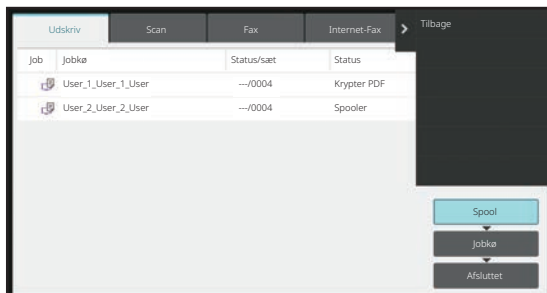 Udskriv Scan Fax Internet-Fax Tilbage
Job Jobkø Status/sæt Status
User_1_User_1_User ---/0004 Krypter PDF
User_2_User_2_User ---/0004 Spooler
Spool
Jobkø
Afsluttet